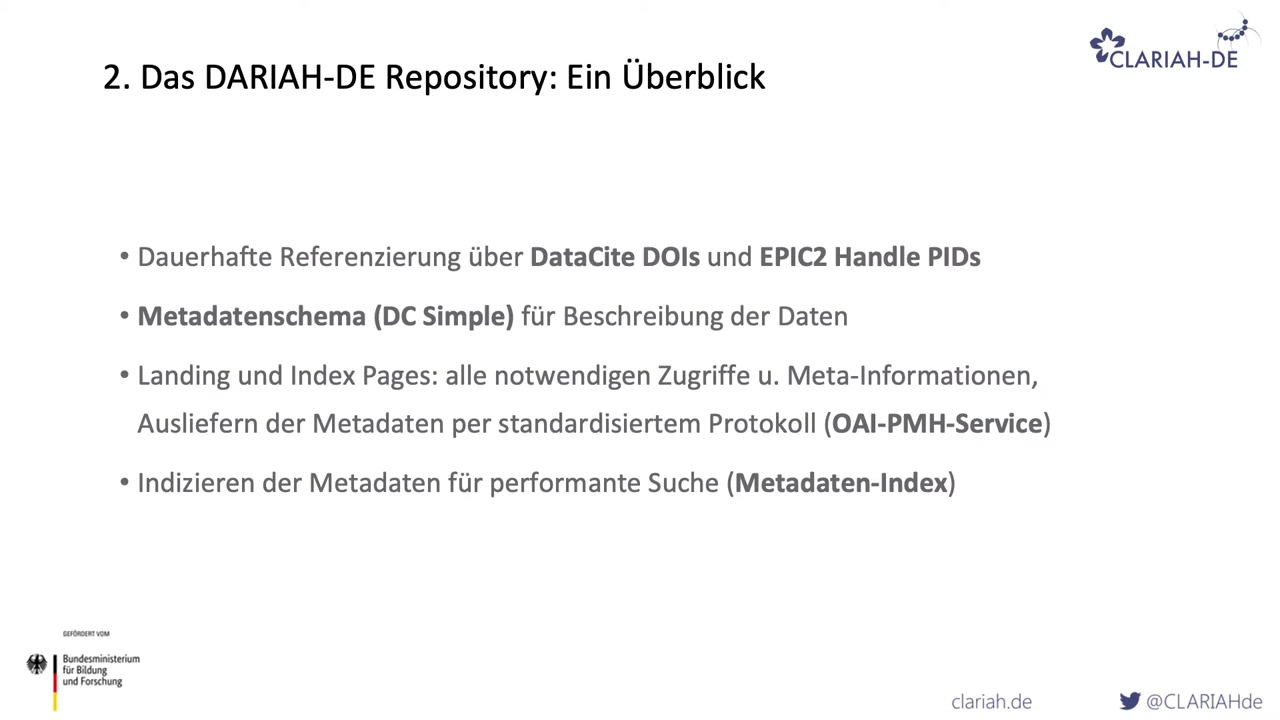 CLARIAH-DE
2. Das DARIAH-DE Repository: Ein Überblick
• Dauerhafte Referenzierung über DataCite DOIs und EPIC2 Handle PIDs
• Metadatenschema (DC Simple) für Beschreibung der Daten
• Landing und Index Pages: alle notwendigen Zugriffe u. Meta-Informationen,
Ausliefern der Metadaten per standardisiertem Protokoll (OAI-PMH-Service)
• Indizieren der Metadaten für performante Suche (Metadaten-Index)
GEFÖRDERT VOM
Bundesministerium
für Bildung
und Forschung
clariah.de
@CLARIAHde